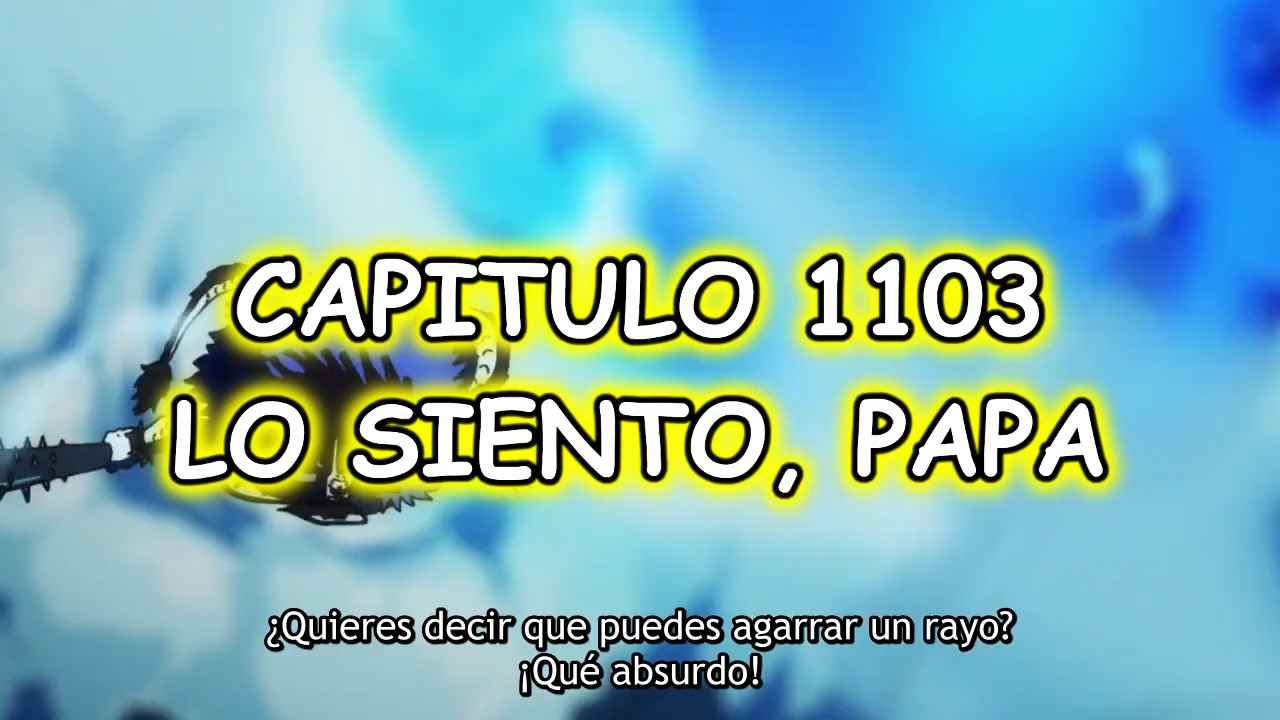 CAPITULO 1103
LO SIENTO, PAPA
¿Quieres decir que puedes agarrar un rayo?
¡Qué absurdo!